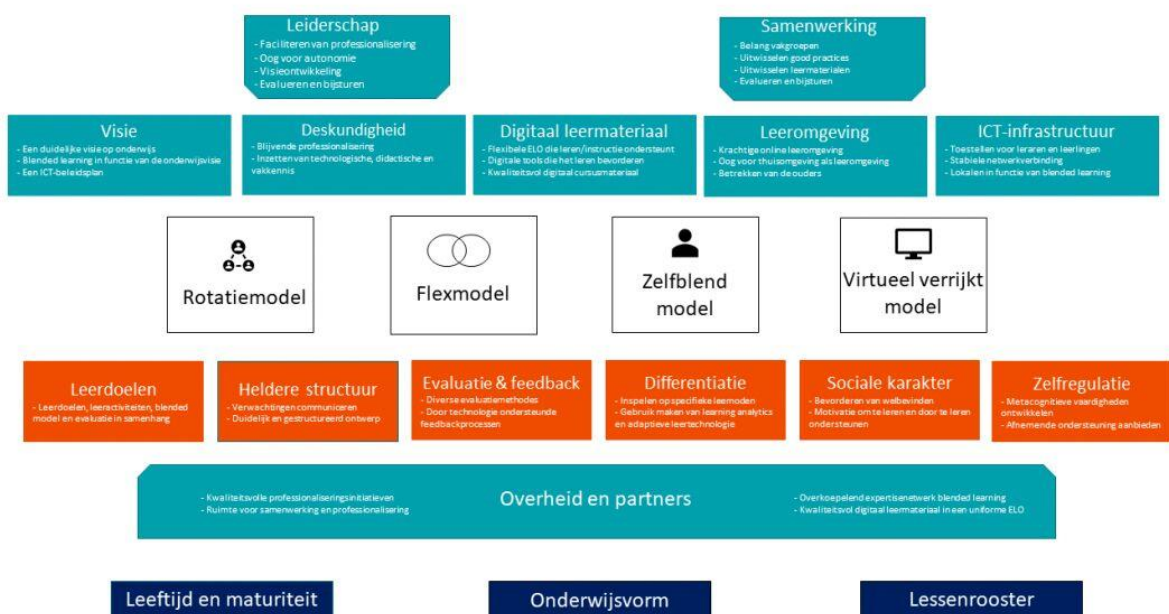 Leiderschap
- Faciliteren van professionalisering
- Oog voor autonomie
- Visieontwikkeling
- Evalueren en bijsturen
Samenwerking
- Belang vakgroepen
- Uitwisselen good practices
- Uitwisselen leermaterialen
- Evalueren en bijsturen
Visie
- Een duidelijke visie op onderwijs
- Blended learning in functie van de onderwijsvisie
- Een ICT-beleidsplan
Deskundigheid
- Blijvende professionalisering
- Inzetten van technologische, didactische en
vakkennis
Digitaal leermateriaal
- Flexibele ELO die leren/instructie ondersteunt
- Digitale tools die het leren bevorderen
- Kwaliteitsvol digitaal cursusmateriaal
Leeromgeving
- Krachtige online leeromgeving
- Oog voor thuisomgeving als leeromgeving
- Betrekken van de ouders
ICT-infrastructuur
- Toestellen voor leraren en leerlingen
- Stabiele netwerkverbinding
- Lokalen in functie van blended learning
Rotatiemodel
Flexmodel
Zelfblend
model
Virtueel verrijkt
model
Leerdoelen
- Leerdoelen, leeractiviteiten, blended
model en evaluatie in samenhang
Heldere structuur
- Verwachtingen communiceren
- Duidelijk en gestructureerd ontwerp
Evaluatie & feedback
- Diverse evaluatiemethodes
- Door technologie ondersteunde
feedbackprocessen
Differentiatie
- Inspelen op specifieke leernoden
- Gebruik maken van learning analytics
en adaptieve leertechnologie
Sociale karakter
- Bevorderen van welbevinden
- Motivatie om te leren en door te leren
ondersteunen
Zelfregulatie
- Metacognitieve vaardigheden
ontwikkelen
- Afnemende ondersteuning aanbieden
Overheid en partners
- Kwaliteitsvolle professionaliseringsinitiatieven
- Ruimte voor samenwerking en professionalisering
- Overkoepelend expertisenetwerk blended learning
- Kwaliteitsvol digitaal leermateriaal in een uniforme ELO
Leeftijd en maturiteit
Onderwijsvorm
Lessenrooster